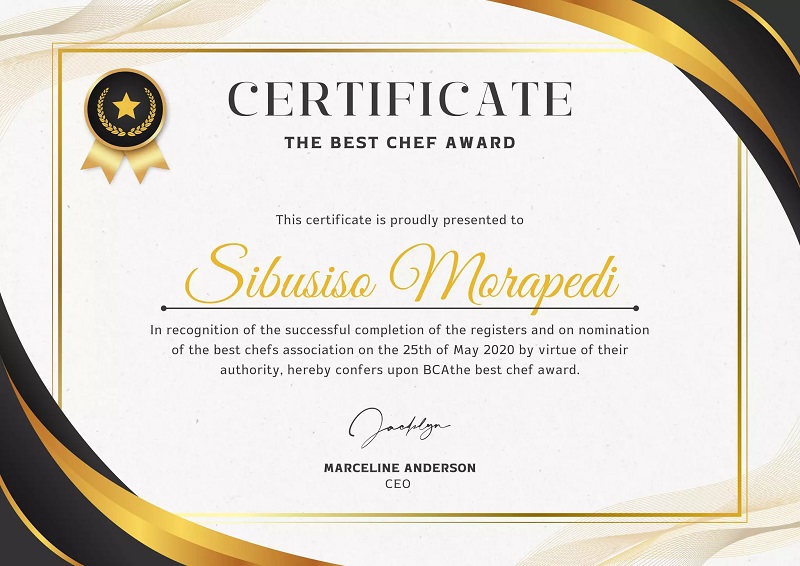 CERTIFICATE
THE BEST CHEF AWARD
This certificate is proudly presented to
Sibusiso Morapedi
In recognition of the successful completion of the registers and on nomination
of the best chefs association on the 25th of May 2020 by virtue of their
authority, hereby confers upon BCAthe best chef award.
Jacklyn
MARCELINE ANDERSON
CEO